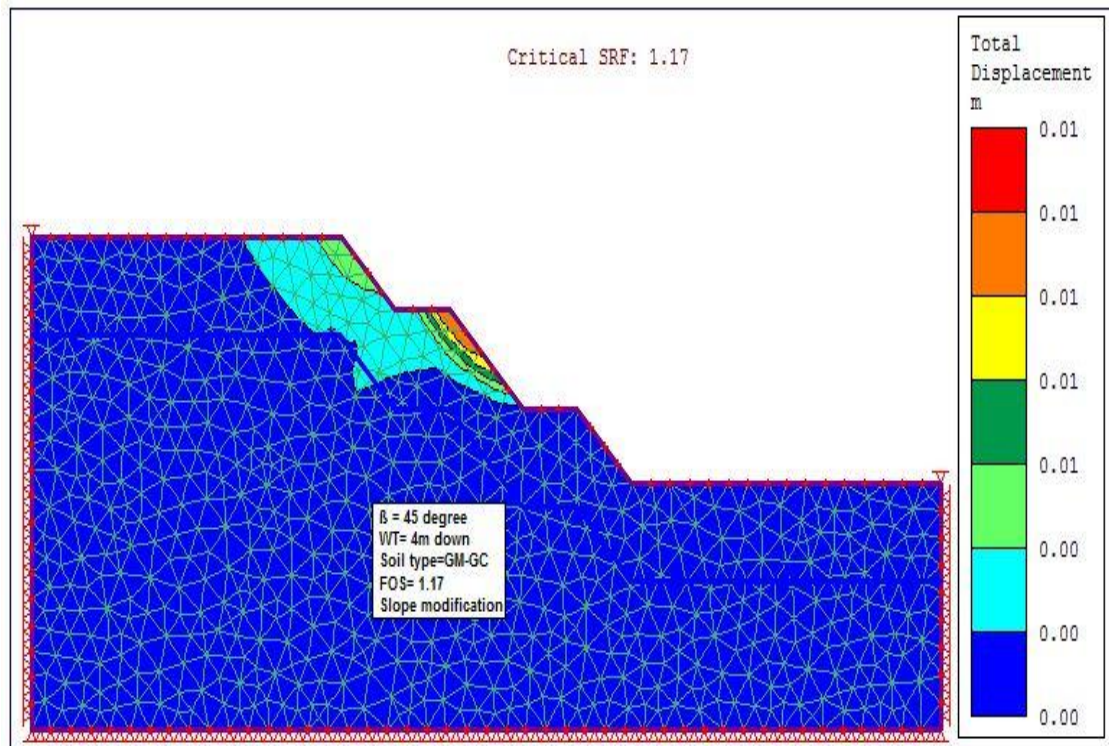 Critical SRF: 1.17
Total
Displacement
m
0.01
0.01
0.01
0.01
0.01
0.00
0.00
0.00
ß = 45 degree
WT= 4m down
Soil type=GM-GC
FOS= 1.17
Slope modification